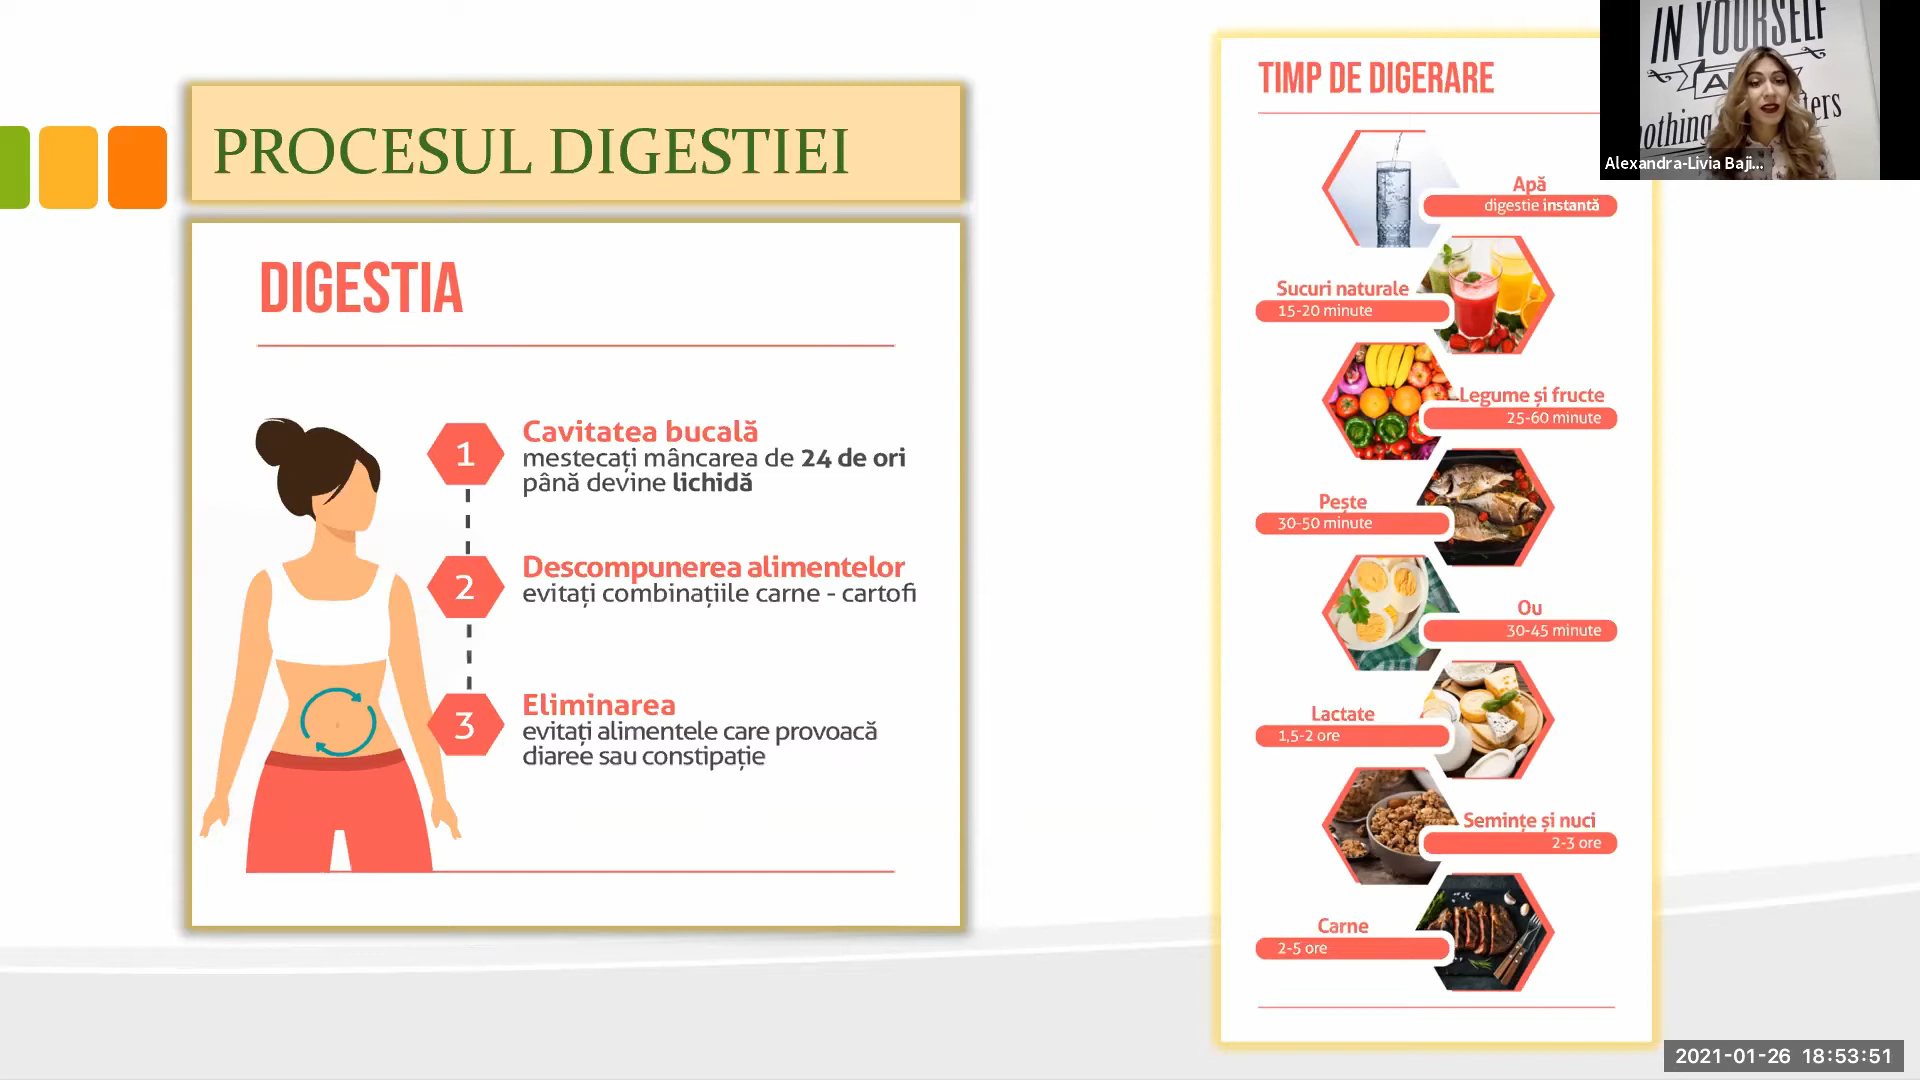 PROCESUL DIGESTIEI
DIGESTIA
1
Cavitatea bucală
mestecați mâncarea de 24 de ori
până devine lichidă
2
Descompunerea alimentelor
evitați combinațiile carne - cartofi
3
Eliminarea
evitați alimentele care provoacă
diaree sau constipație
TIMP DE DIGERARE
Apă
digestie instantă
Sucuri naturale
15-20 minute
Legume și fructe
25-60 minute
Pește
30-50 minute
Ou
30-45 minute
Lactate
1,5-2 ore
Semințe și nuci
2-3 ore
Carne
2-5 ore
IN YOURSELF
Alexandra-Livia Baji...
2021-01-26 18:53:51